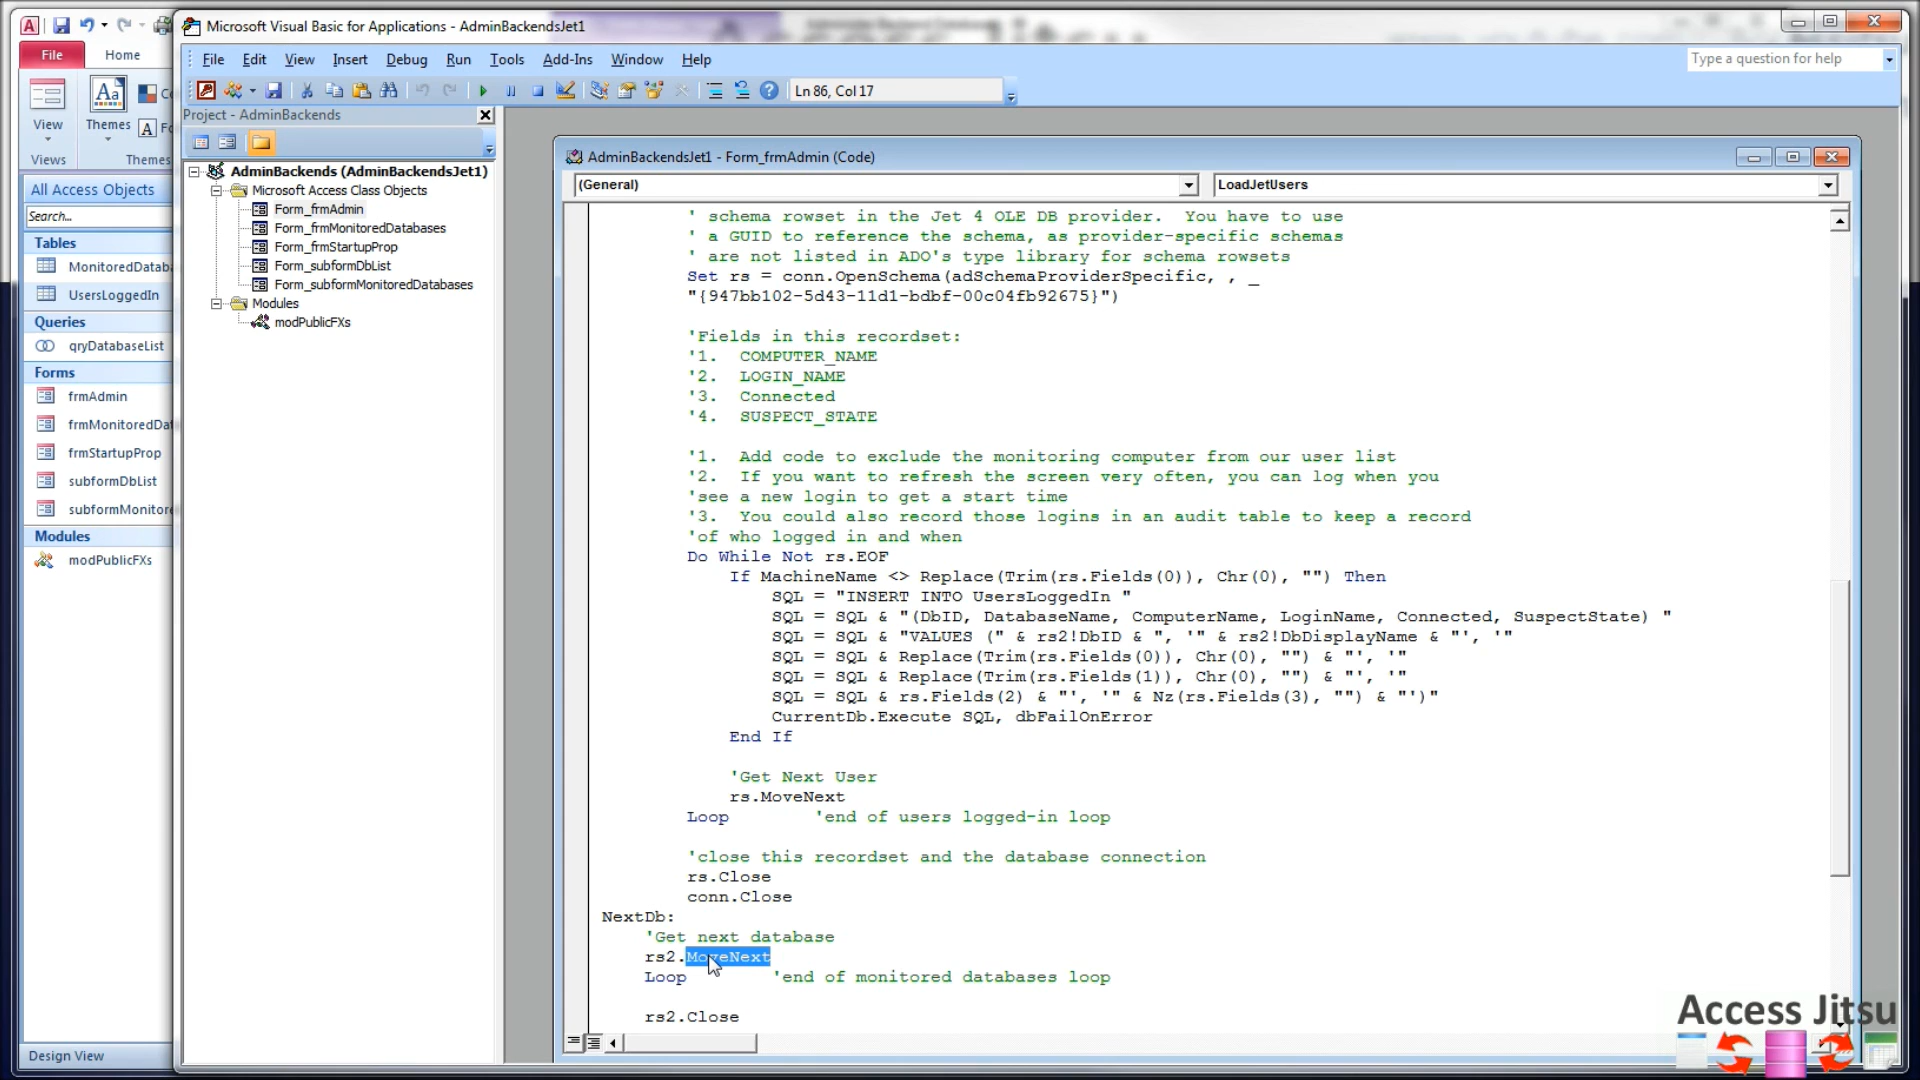 Microsoft Visual Basic for Applications - AdminBackendsJet1
File Home
File Edit View Insert Debug Run Tools Add-Ins Window Help
Type a question for help
Ln 86, Col 17
View
Themes
Views
Themes
Project - AdminBackends
AdminBackends (AdminBackendsJet1)
Microsoft Access Class Objects
Form_frmAdmin
Form_frmMonitoredDatabases
Form_frmStartupProp
Form_subformDbList
Form_subformMonitoredDatabases
Modules
modPublicFXs
All Access Objects
Search...
Tables
MonitoredDataba
UsersLoggedIn
Queries
qryDatabaseList
Forms
frmAdmin
frmMonitoredDat
frmStartupProp
subformDbList
subformMonitore
Modules
modPublicFXs
Design View
AdminBackendsJet1 - Form_frmAdmin (Code)
(General) LoadJetUsers
' schema rowset in the Jet 4 OLE DB provider.  You have to use
' a GUID to reference the schema, as provider-specific schemas
' are not listed in ADO's type library for schema rowsets
Set rs = conn.OpenSchema(adSchemaProviderSpecific, , _
"{947bb102-5d43-11d1-bdbf-00c04fb92675}")
'Fields in this recordset:
'1.  COMPUTER_NAME
'2.  LOGIN_NAME
'3.  Connected
'4.  SUSPECT_STATE
'1.  Add code to exclude the monitoring computer from our user list
'2.  If you want to refresh the screen very often, you can log when you
'see a new login to get a start time
'3.  You could also record those logins in an audit table to keep a record
'of who logged in and when
Do While Not rs.EOF
If MachineName <> Replace(Trim(rs.Fields(0)), Chr(0), "") Then
SQL = "INSERT INTO UsersLoggedIn "
SQL = SQL & "(DbID, DatabaseName, ComputerName, LoginName, Connected, SuspectState) "
SQL = SQL & "VALUES (" & rs2!DbID & ", '" & rs2!DbDisplayName & "', '"
SQL = SQL & Replace(Trim(rs.Fields(0)), Chr(0), "") & "', '"
SQL = SQL & Replace(Trim(rs.Fields(1)), Chr(0), "") & "', '"
SQL = SQL & rs.Fields(2) & "', '" & Nz(rs.Fields(3), "") & "')"
CurrentDb.Execute SQL, dbFailOnError
End If
'Get Next User
rs.MoveNext
Loop 'end of users logged-in loop
'close this recordset and the database connection
rs.Close
conn.Close
NextDb:
'Get next database
rs2.MoveNext
Loop 'end of monitored databases loop
rs2.Close
Access Jitsu